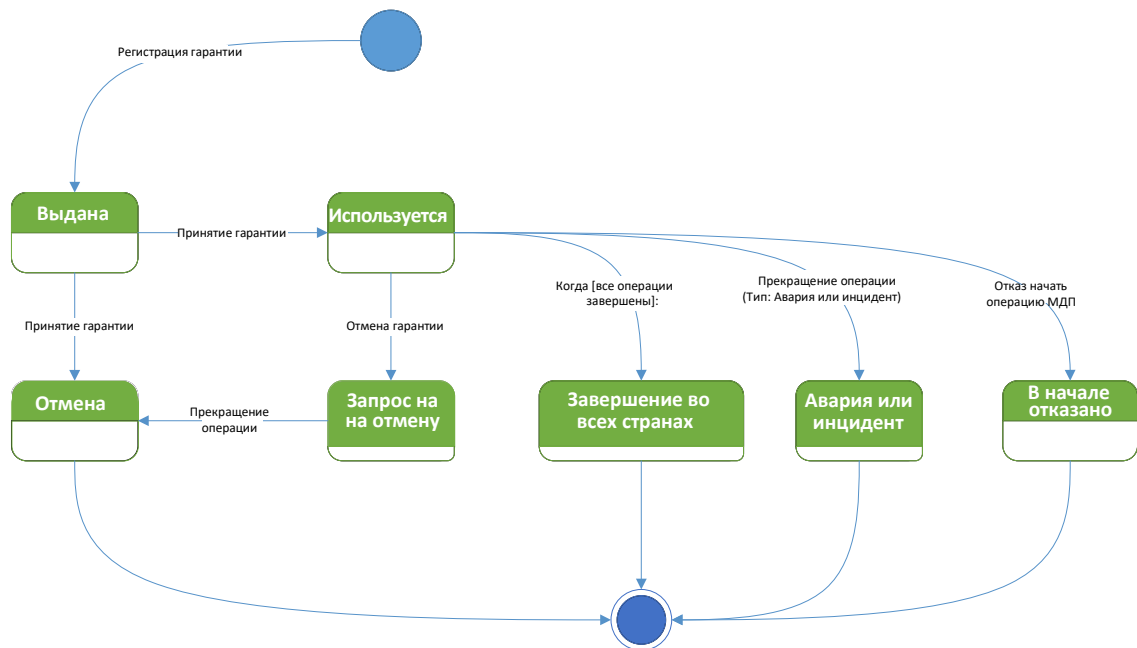 Регистрация гарантии
Выдана
Принятие гарантии
Используется
Когда [все операции
завершены]:
Прекращение операции
(Тип: Авария или инцидент)
Отказ начать
операцию МДП
Принятие гарантии
Отмена гарантии
Отмена
Прекращение
операции
Запрос на
на отмену
Завершение во
всех странах
Авария или
инцидент
В начале
отказано